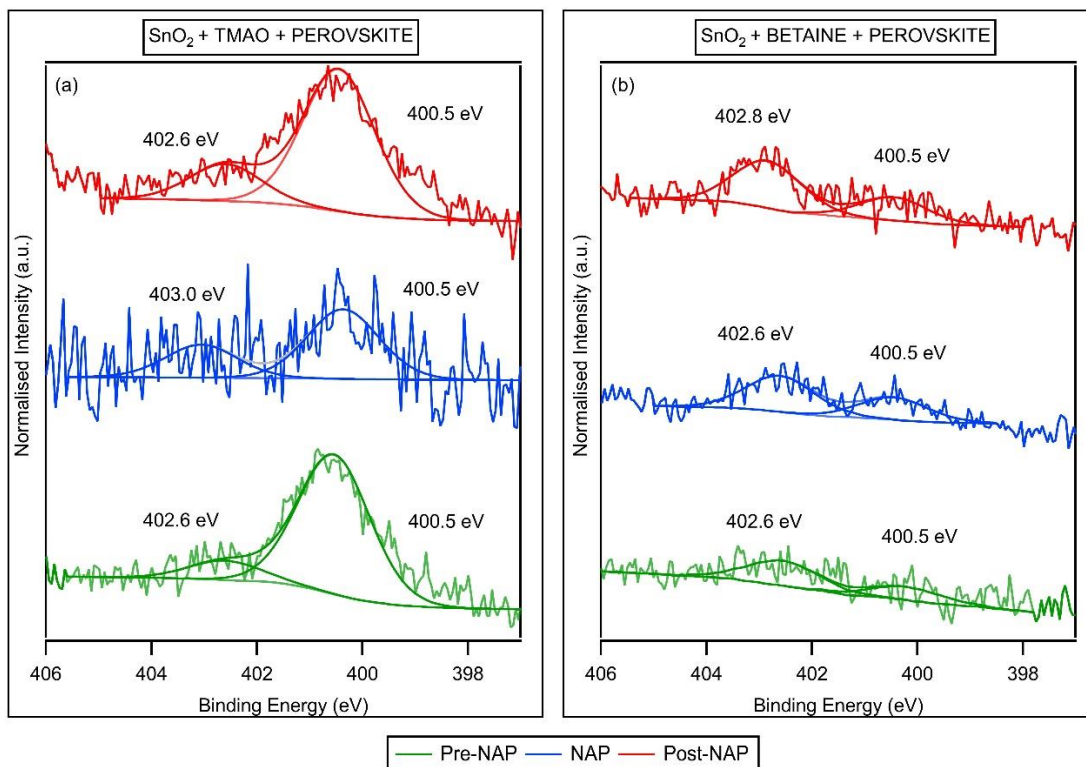 SnO₂ + TMAO + PEROVSKITE
(a)
400.5 eV
402.6 eV
403.0 eV
400.5 eV
402.6 eV
400.5 eV
Normalised Intensity (a.u.)
406 404 402 400 398
Binding Energy (eV)
SnO₂ + BETAINE + PEROVSKITE
(b)
402.8 eV
400.5 eV
402.6 eV
400.5 eV
402.6 eV
400.5 eV
Normalised Intensity (a.u.)
406 404 402 400 398
Binding Energy (eV)
Pre-NAP NAP Post-NAP